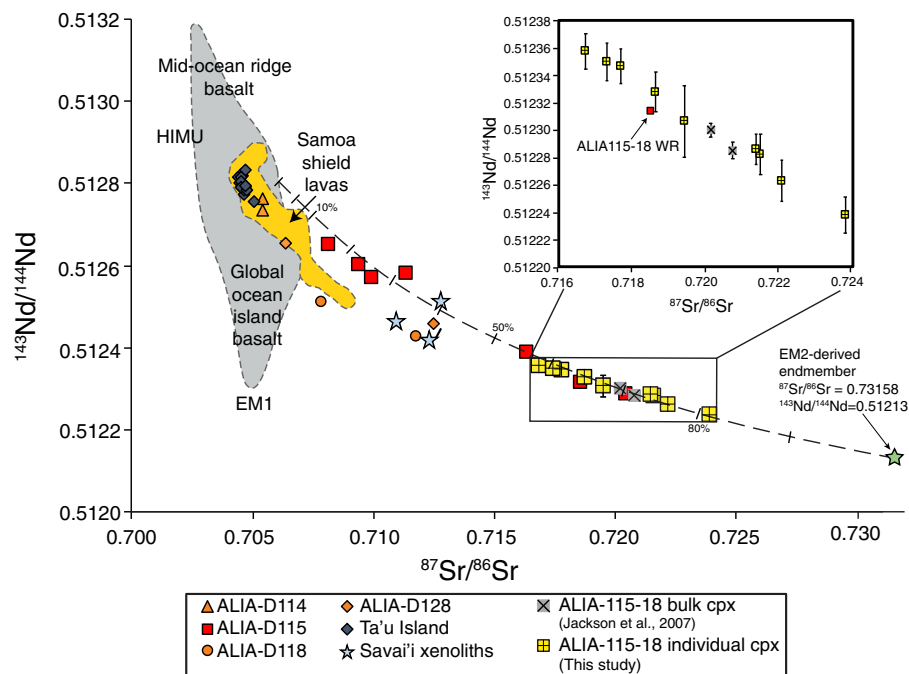 0.5132
0.5130
0.5128
0.5126
0.5124
0.5122
0.5120
¹⁴³Nd/¹⁴⁴Nd
0.700
0.705
0.710
0.715
0.720
0.725
0.730
⁸⁷Sr/⁸⁶Sr
Mid-ocean ridge
basalt
HIMU
Samoa
shield
lavas
10%
Global
ocean
island
basalt
EM1
50%
80%
EM2-derived
endmember
⁸⁷Sr/⁸⁶Sr = 0.73158
¹⁴³Nd/¹⁴⁴Nd=0.51213
0.51238
0.51236
0.51234
0.51232
0.51230
0.51228
0.51226
0.51224
0.51222
0.51220
¹⁴³Nd/¹⁴⁴Nd
ALIA115-18 WR
0.716
0.718
0.720
0.722
0.724
⁸⁷Sr/⁸⁶Sr
ALIA-D114
ALIA-D115
ALIA-D118
ALIA-D128
Ta'u Island
Savai'i xenoliths
ALIA-115-18 bulk cpx
(Jackson et al., 2007)
ALIA-115-18 individual cpx
(This study)